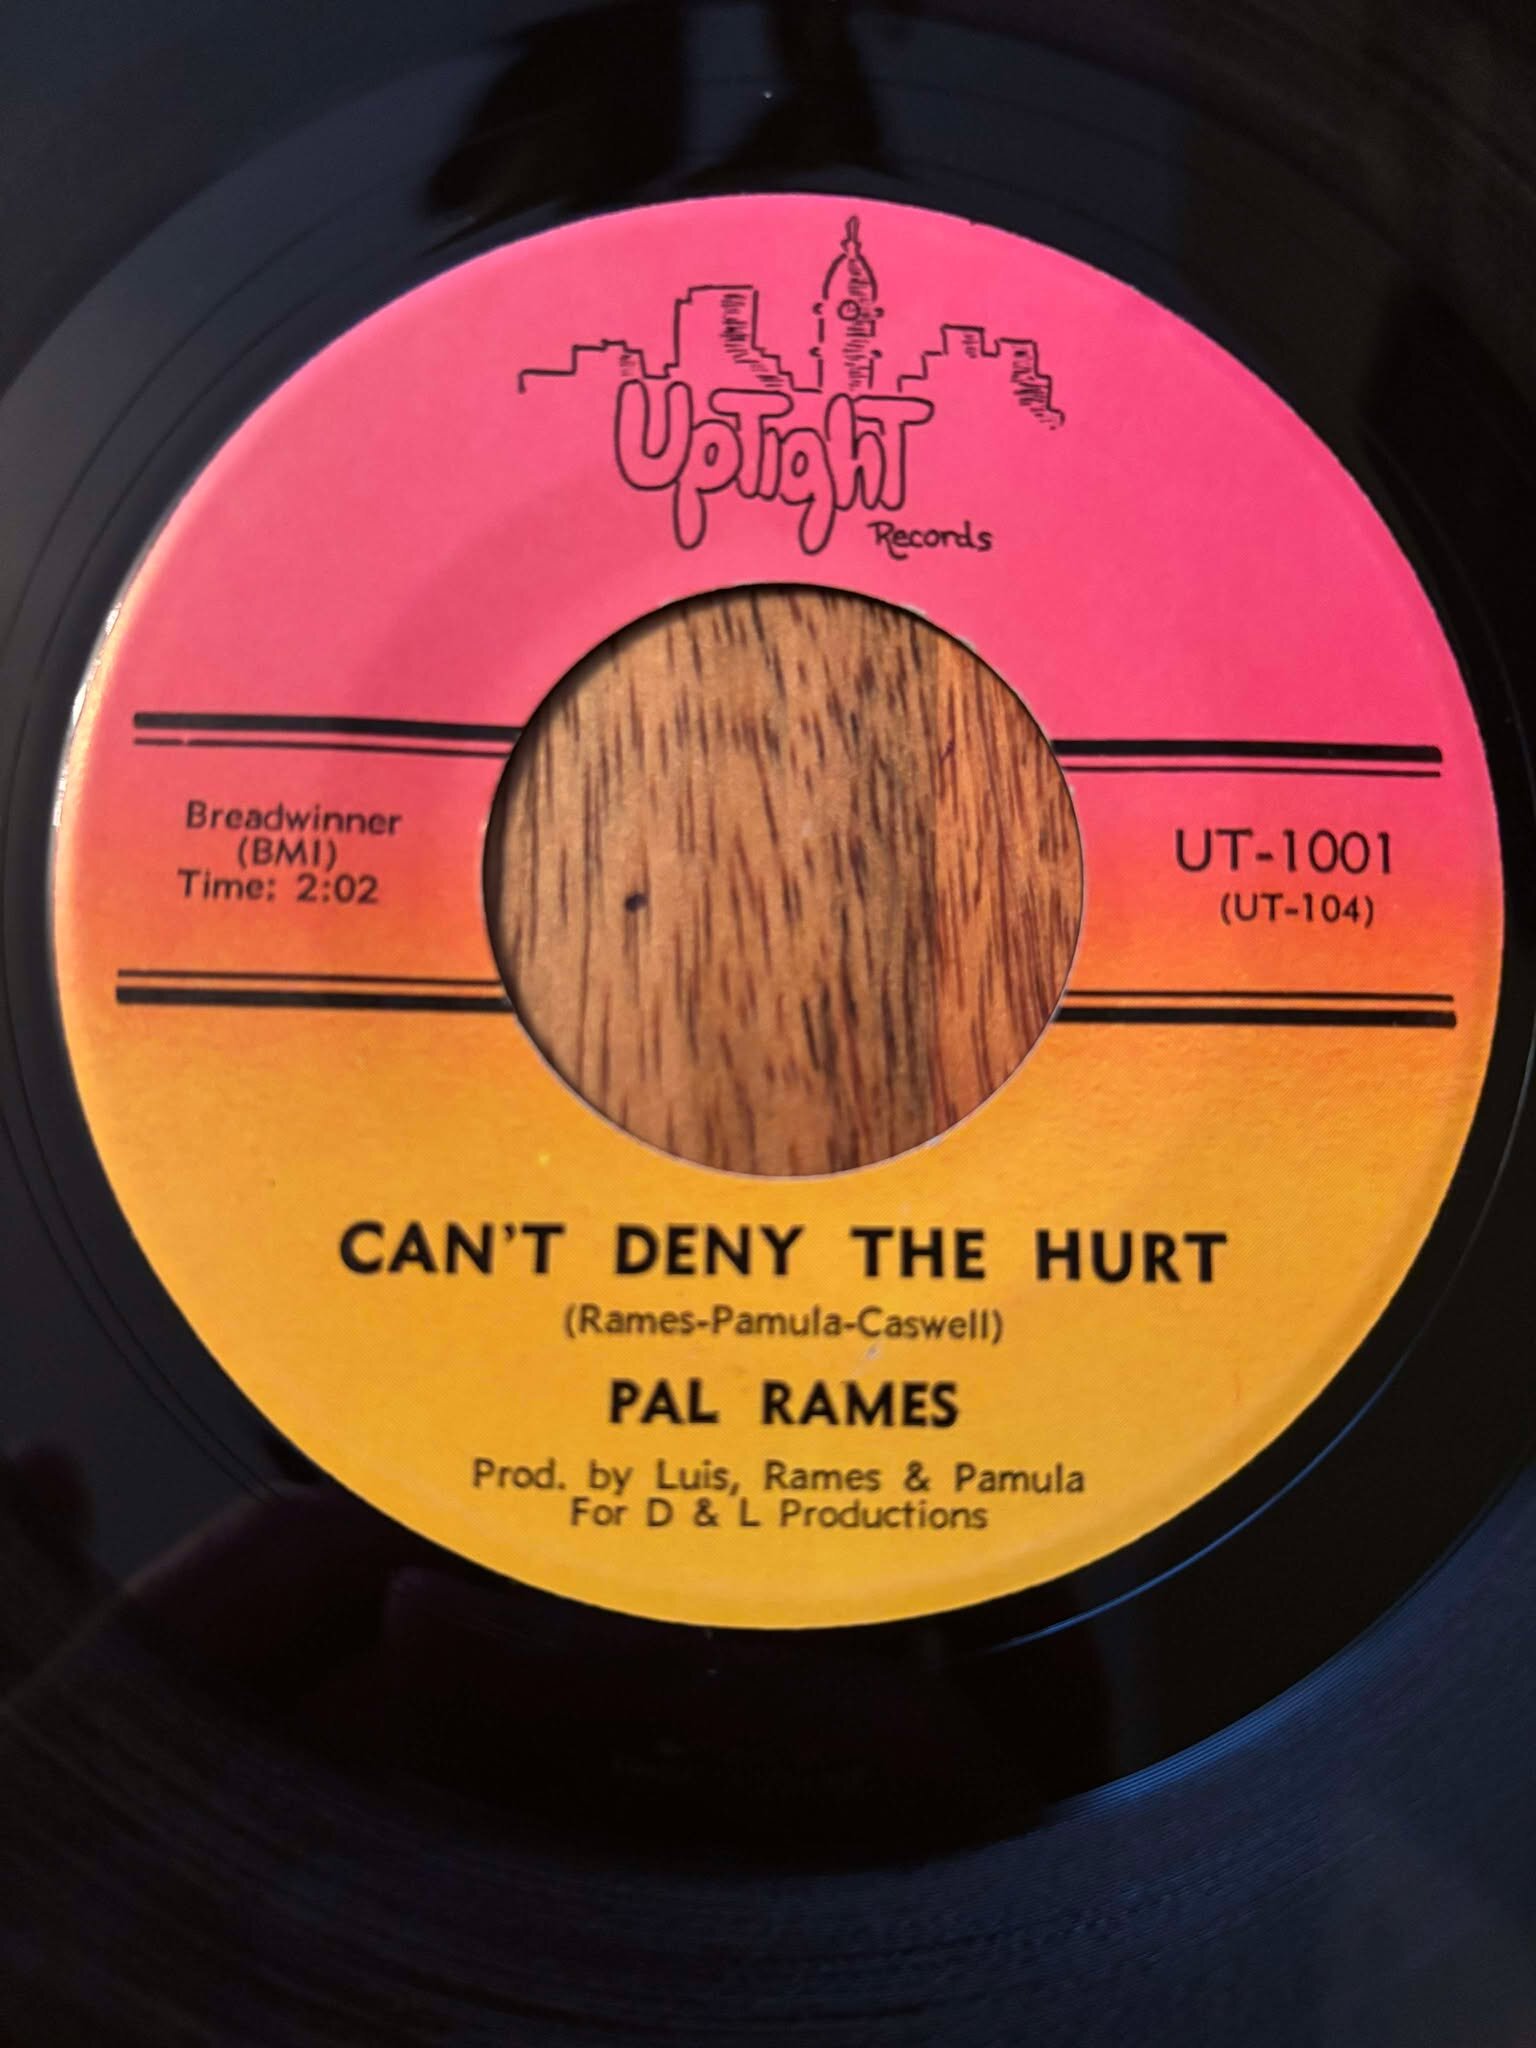 UpTight
Records
Breadwinner
(BMI)
Time: 2:02
UT-1001
(UT-104)
CAN'T DENY THE HURT
(Rames-Pamula-Caswell)
PAL RAMES
Prod. by Luis, Rames & Pamula
For D & L Productions